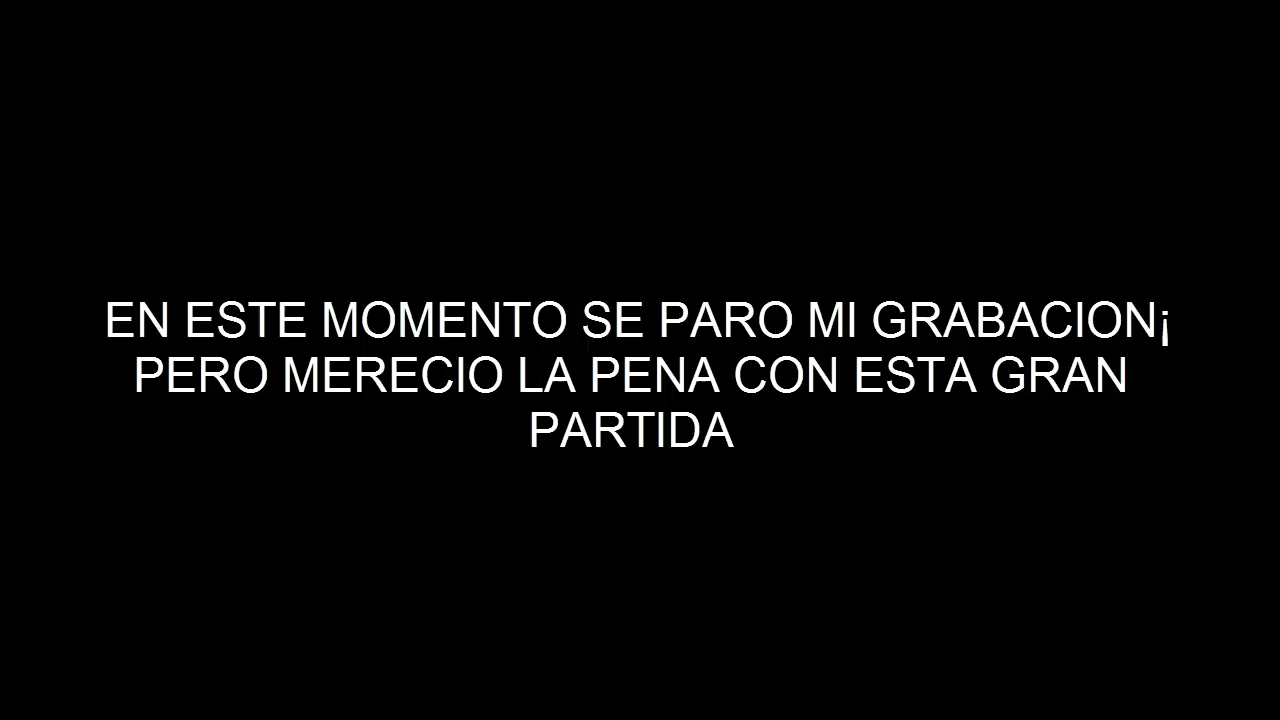 EN ESTE MOMENTO SE PARO MI GRABACION¡
PERO MERECIO LA PENA CON ESTA GRAN
PARTIDA